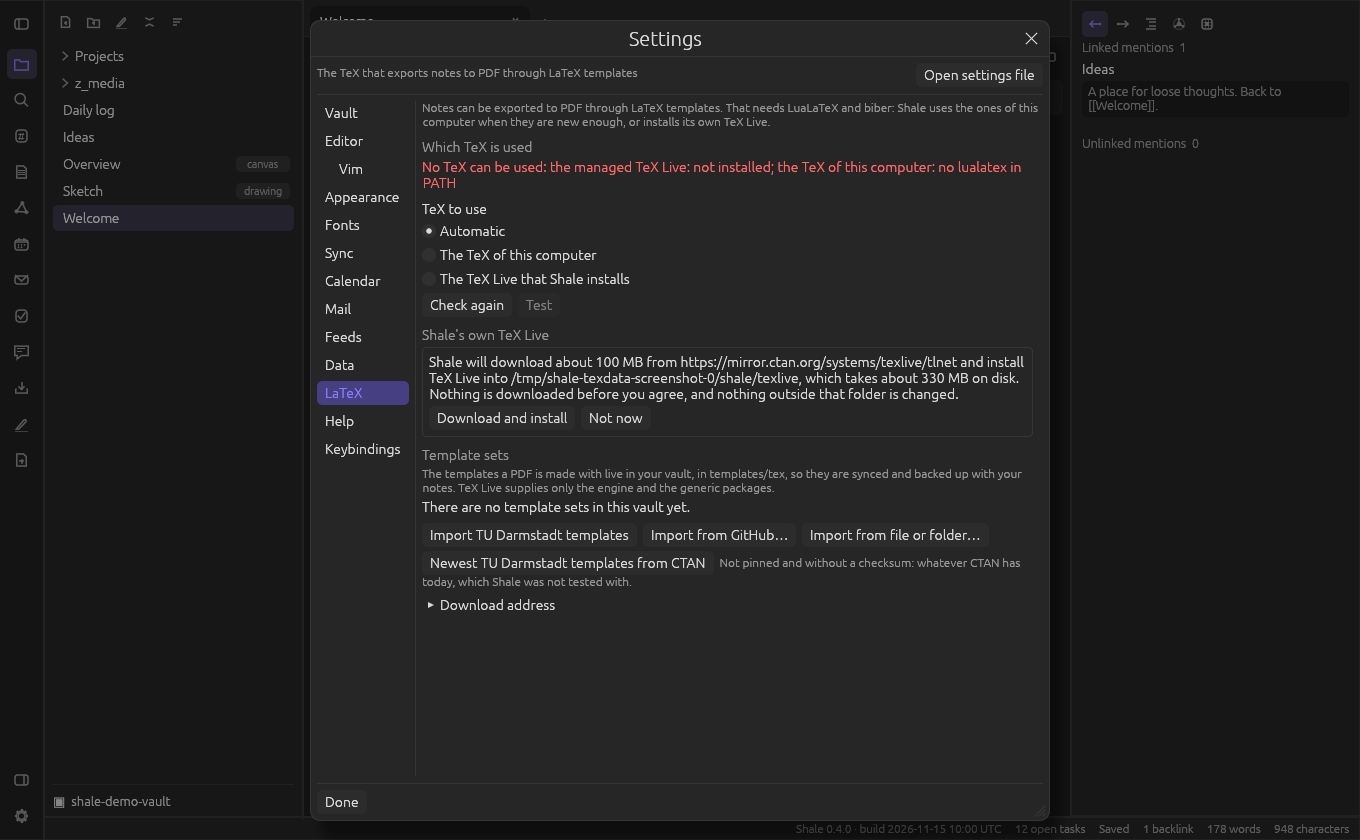 Settings
The TeX that exports notes to PDF through LaTeX templates
Open settings file
Projects
z_media
Daily log
Ideas
Overview
canvas
Sketch
drawing
Welcome
shale-demo-vault
Vault
Editor
Vim
Appearance
Fonts
Sync
Calendar
Mail
Feeds
Data
LaTeX
Help
Keybindings
Notes can be exported to PDF through LaTeX templates. That needs LuaLaTeX and biber: Shale uses the ones of this
computer when they are new enough, or installs its own TeX Live.
Which TeX is used
No TeX can be used: the managed TeX Live: not installed; the TeX of this computer: no lualatex in
PATH
TeX to use
Automatic
The TeX of this computer
The TeX Live that Shale installs
Check again
Test
Shale's own TeX Live
Shale will download about 100 MB from https://mirror.ctan.org/systems/texlive/tlnet and install
TeX Live into /tmp/shale-texdata-screenshot-0/shale/texlive, which takes about 330 MB on disk.
Nothing is downloaded before you agree, and nothing outside that folder is changed.
Download and install
Not now
Template sets
The templates a PDF is made with live in your vault, in templates/tex, so they are synced and backed up with your
notes. TeX Live supplies only the engine and the generic packages.
There are no template sets in this vault yet.
Import TU Darmstadt templates
Import from GitHub…
Import from file or folder…
Newest TU Darmstadt templates from CTAN
Not pinned and without a checksum: whatever CTAN has
today, which Shale was not tested with.
Download address
Done
Linked mentions 1
Ideas
A place for loose thoughts. Back to
[[Welcome]].
Unlinked mentions 0
Shale 0.4.0 · build 2026-11-15 10:00 UTC
12 open tasks
Saved
1 backlink
178 words
948 characters